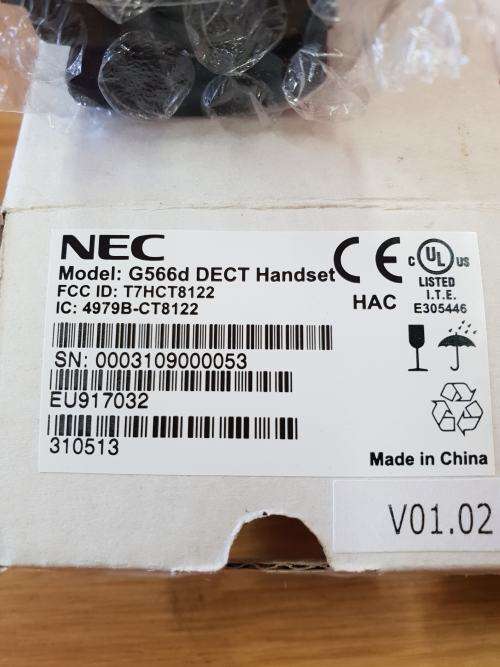 NEC
Model: G566d DECT Handset
FCC ID: T7HCT8122
IC: 4979B-CT8122
CE
HAC
c UL us
LISTED
I.T.E.
E305446
SN: 0003109000053
EU917032
310513
Made in China
V01.02